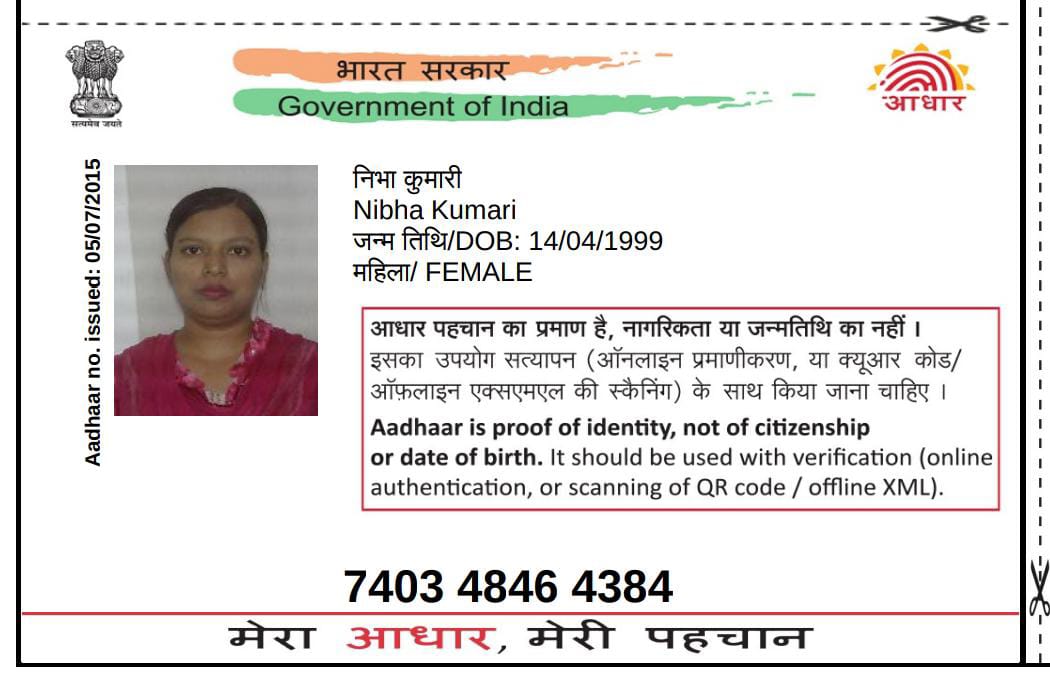 भारत सरकार
Government of India
सत्यमेव जयते
आधार
Aadhaar no. issued: 05/07/2015
निभा कुमारी
Nibha Kumari
जन्म तिथि/DOB: 14/04/1999
महिला/ FEMALE
आधार पहचान का प्रमाण है, नागरिकता या जन्मतिथि का नहीं ।
इसका उपयोग सत्यापन (ऑनलाइन प्रमाणीकरण, या क्यूआर कोड/
ऑफ़लाइन एक्सएमएल की स्कैनिंग) के साथ किया जाना चाहिए ।
Aadhaar is proof of identity, not of citizenship
or date of birth. It should be used with verification (online
authentication, or scanning of QR code / offline XML).
7403 4846 4384
मेरा आधार, मेरी पहचान